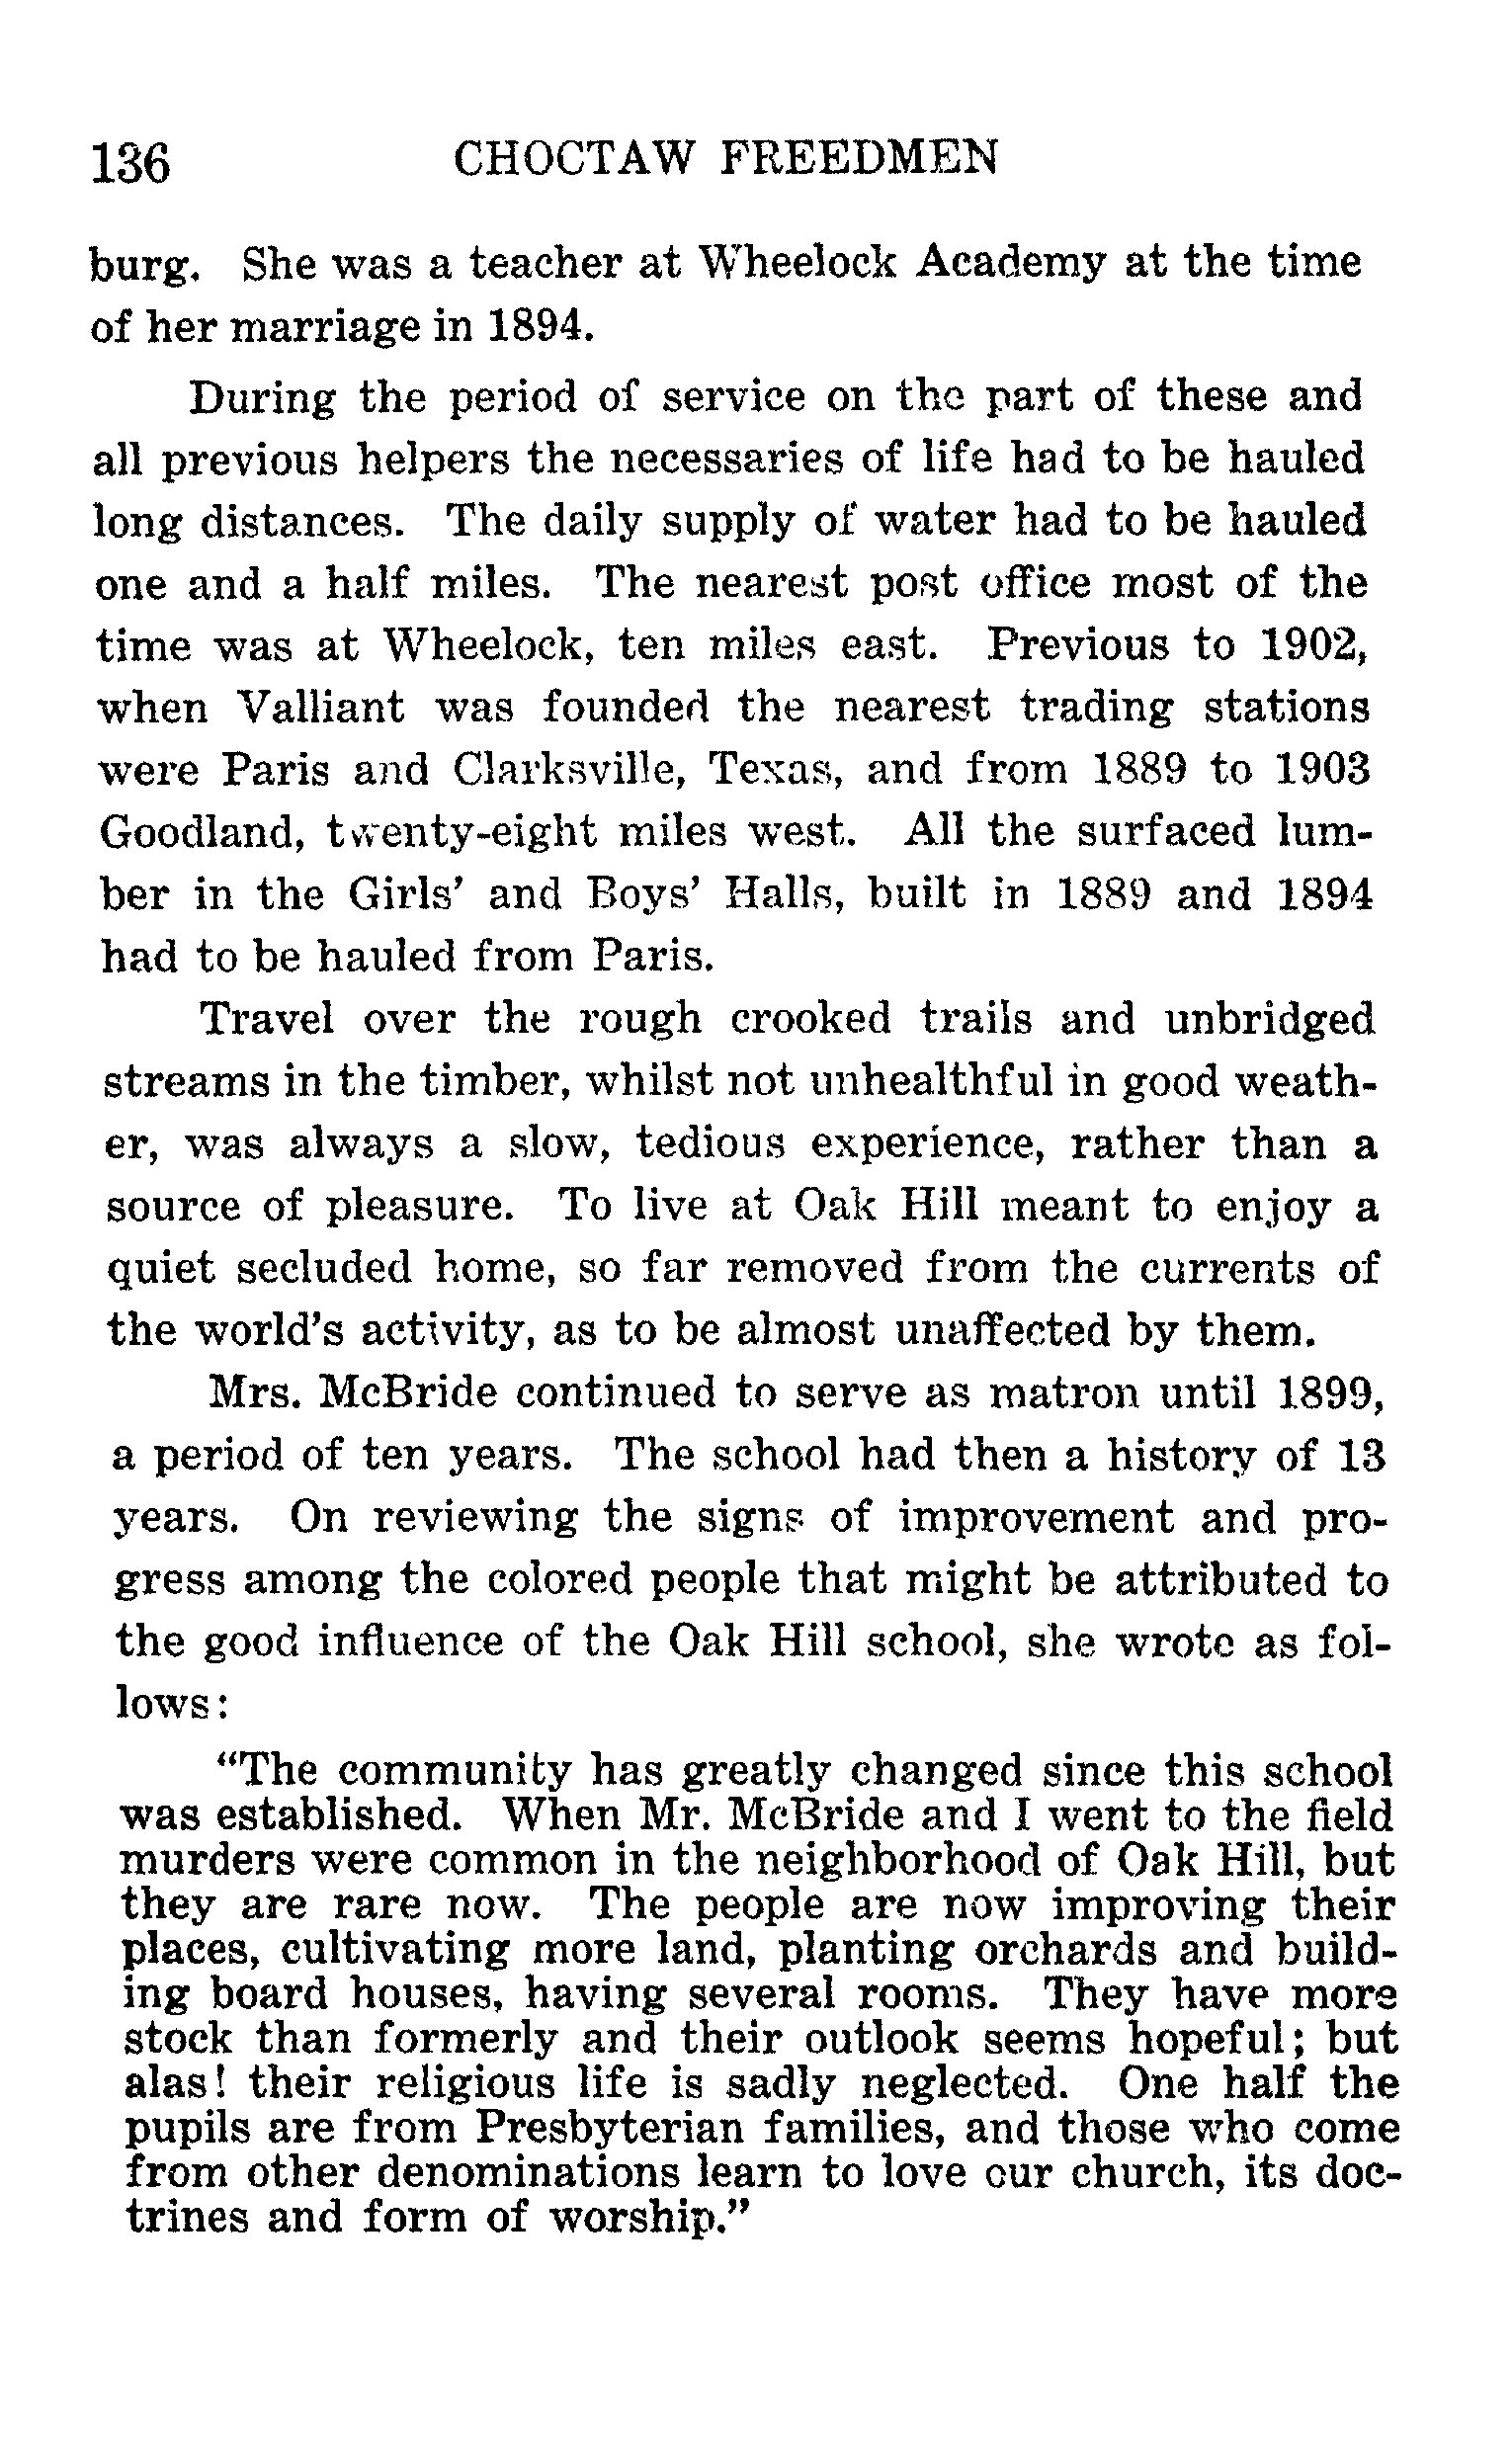 136 CHOCTAW FREEDMEN
burg. She was a teacher at Wheelock Academy at the time
of her marriage in 1894.
During the period of service on the part of these and
all previous helpers the necessaries of life had to be hauled
long distances. The daily supply of water had to be hauled
one and a half miles. The nearest post office most of the
time was at Wheelock, ten miles east. Previous to 1902,
when Valliant was founded the nearest trading stations
were Paris and Clarksville, Texas, and from 1889 to 1903
Goodland, twenty-eight miles west. All the surfaced lum-
ber in the Girls' and Boys' Halls, built in 1889 and 1894
had to be hauled from Paris.
Travel over the rough crooked trails and unbridged
streams in the timber, whilst not unhealthful in good weath-
er, was always a slow, tedious experience, rather than a
source of pleasure. To live at Oak Hill meant to enjoy a
quiet secluded home, so far removed from the currents of
the world's activity, as to be almost unaffected by them.
Mrs. McBride continued to serve as matron until 1899,
a period of ten years. The school had then a history of 13
years. On reviewing the signs of improvement and pro-
gress among the colored people that might be attributed to
the good influence of the Oak Hill school, she wrote as fol-
lows:
"The community has greatly changed since this school
was established. When Mr. McBride and I went to the field
murders were common in the neighborhood of Oak Hill, but
they are rare now. The people are now improving their
places, cultivating more land, planting orchards and build-
ing board houses, having several rooms. They have more
stock than formerly and their outlook seems hopeful; but
alas! their religious life is sadly neglected. One half the
pupils are from Presbyterian families, and those who come
from other denominations learn to love our church, its doc-
trines and form of worship."